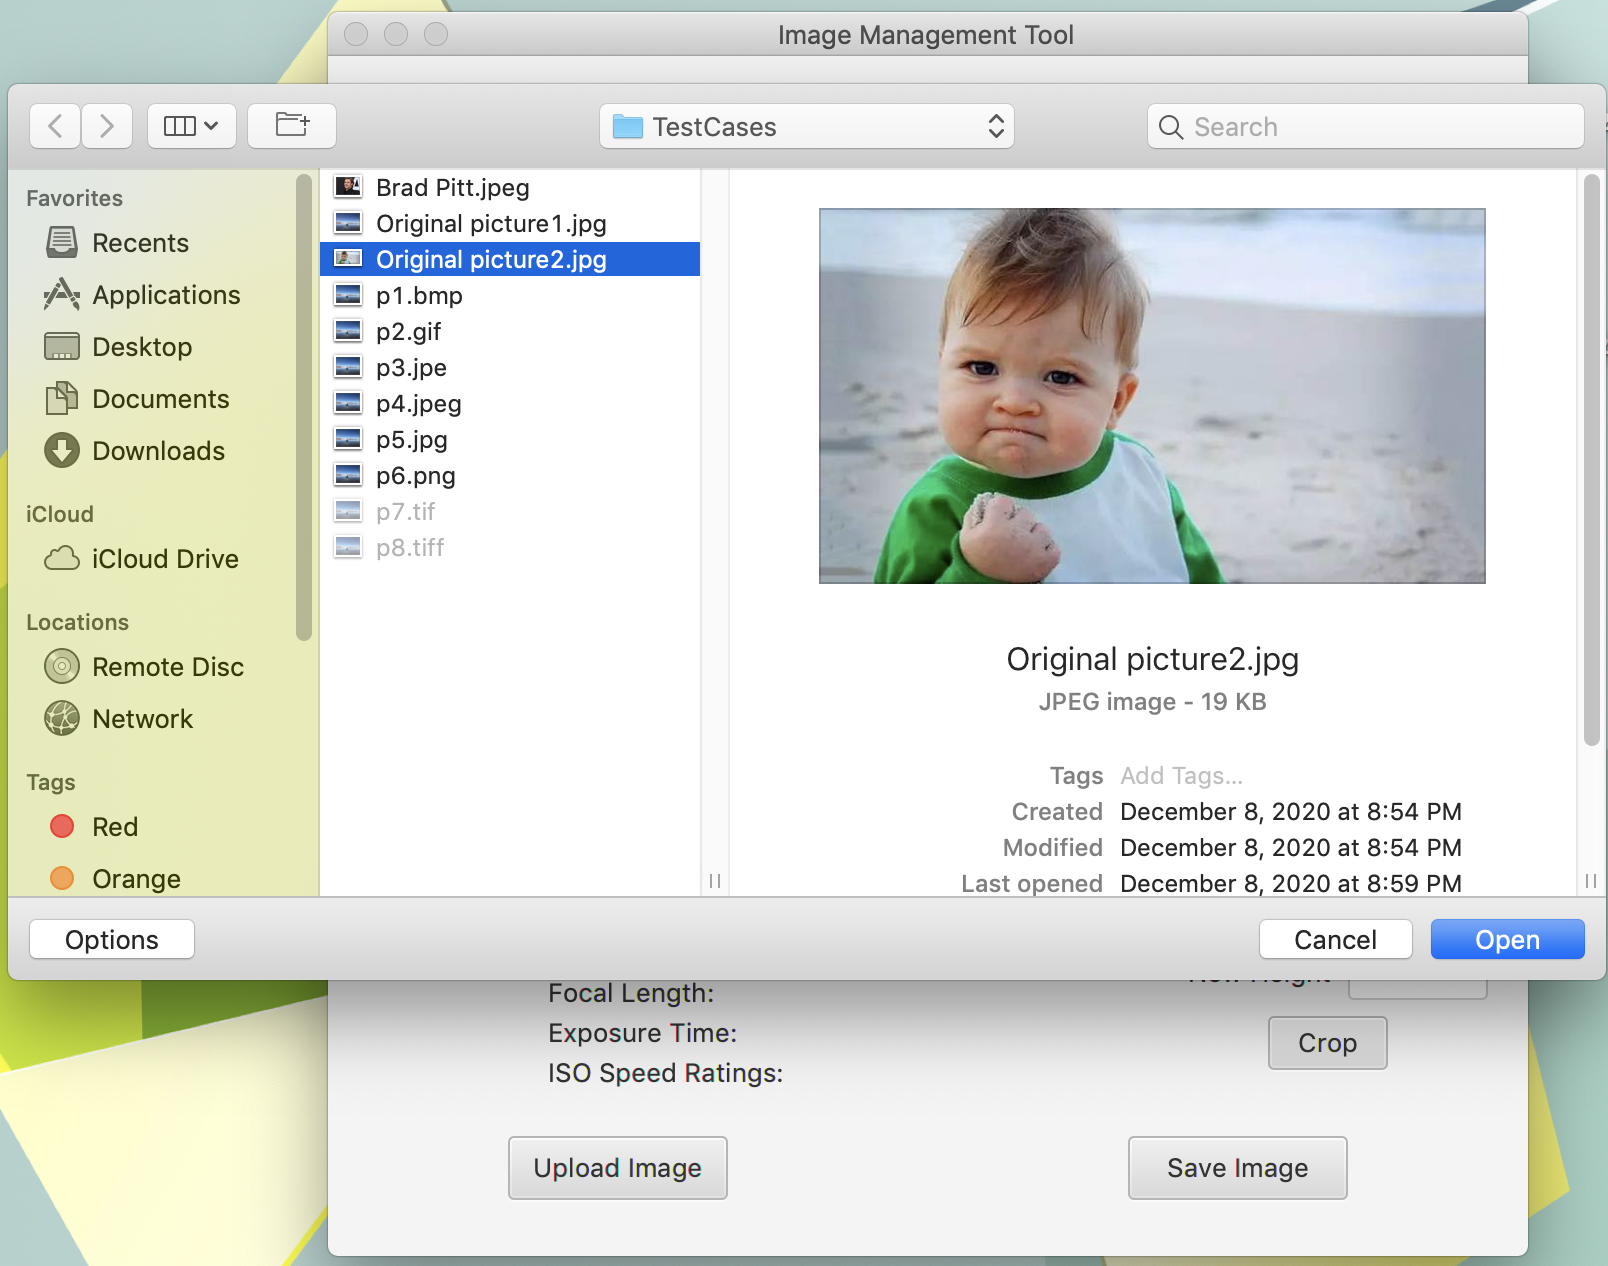 Image Management Tool
TestCases
Search
Favorites
Recents
Applications
Desktop
Documents
Downloads
iCloud
iCloud Drive
Locations
Remote Disc
Network
Tags
Red
Orange
Brad Pitt.jpeg
Original picture1.jpg
Original picture2.jpg
p1.bmp
p2.gif
p3.jpe
p4.jpeg
p5.jpg
p6.png
p7.tif
p8.tiff
Original picture2.jpg
JPEG image - 19 KB
Tags Add Tags...
Created December 8, 2020 at 8:54 PM
Modified December 8, 2020 at 8:54 PM
Last opened December 8, 2020 at 8:59 PM
Options
Cancel
Open
Focal Length:
Exposure Time:
ISO Speed Ratings:
Crop
Upload Image
Save Image